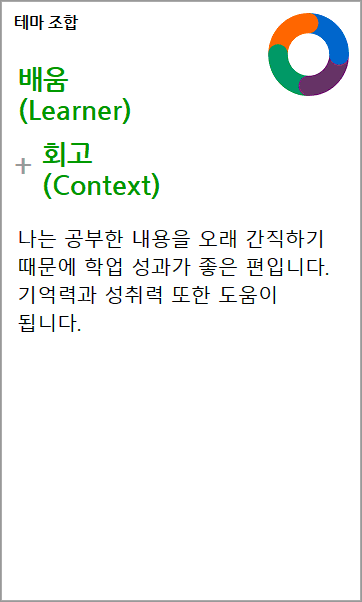 테마 조합
배움
(Learner)
+ 회고
(Context)
나는 공부한 내용을 오래 간직하기
때문에 학업 성과가 좋은 편입니다.
기억력과 성취력 또한 도움이
됩니다.